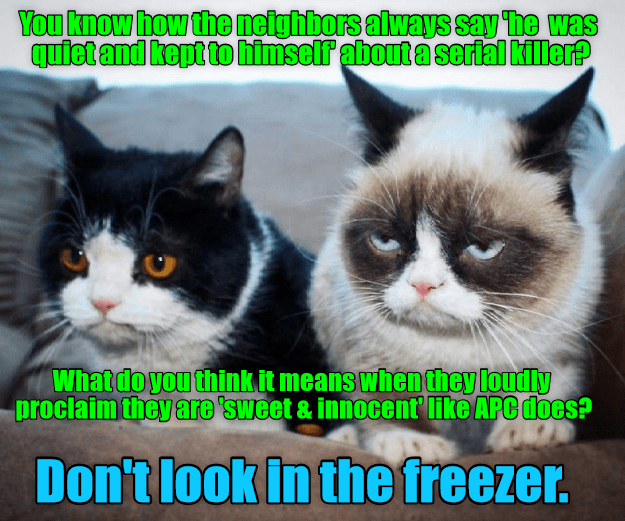 You know how the neighbors always say 'he  was
quiet and kept to himself' about a serial killer?
What do you think it means when they loudly
proclaim they are 'sweet & innocent' like APC does?
Don't look in the freezer.